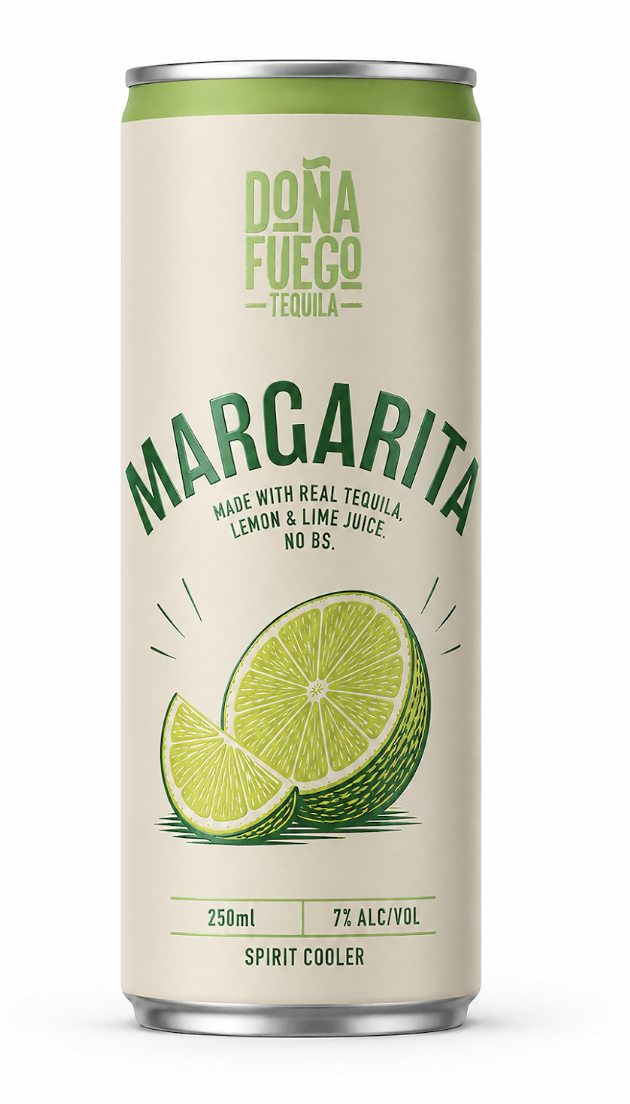 DOÑA
FUEGO
TEQUILA
MARGARITA
MADE WITH REAL TEQUILA,
LEMON & LIME JUICE.
NO BS.
250ml 7% ALC/VOL
SPIRIT COOLER